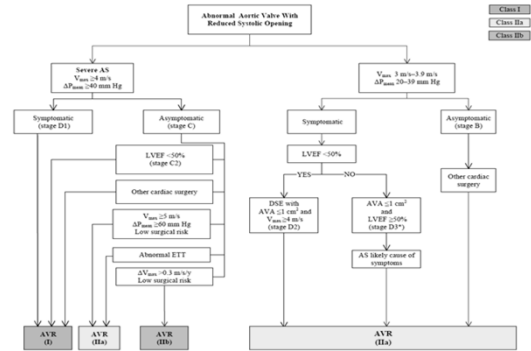 Abnormal Aortic Valve With
Reduced Systolic Opening
Class I
Class IIa
Class IIb
Severe AS
Vmax ≥4 m/s
ΔPmean ≥40 mm Hg
Vmax 3 m/s–3.9 m/s
ΔPmean 20–39 mm Hg
Symptomatic
(stage D1)
Asymptomatic
(stage C)
Symptomatic
Asymptomatic
(stage B)
LVEF <50%
(stage C2)
LVEF <50%
Other cardiac surgery
Other cardiac
surgery
YES
NO
Vmax ≥5 m/s
ΔPmean ≥60 mm Hg
Low surgical risk
DSE with
AVA ≤1 cm² and
Vmax ≥4 m/s
(stage D2)
AVA ≤1 cm²
and
LVEF ≥50%
(stage D3*)
Abnormal ETT
AS likely cause of
symptoms
ΔVmax >0.3 m/s/y
Low surgical risk
AVR
(I)
AVR
(IIa)
AVR
(IIb)
AVR
(IIa)